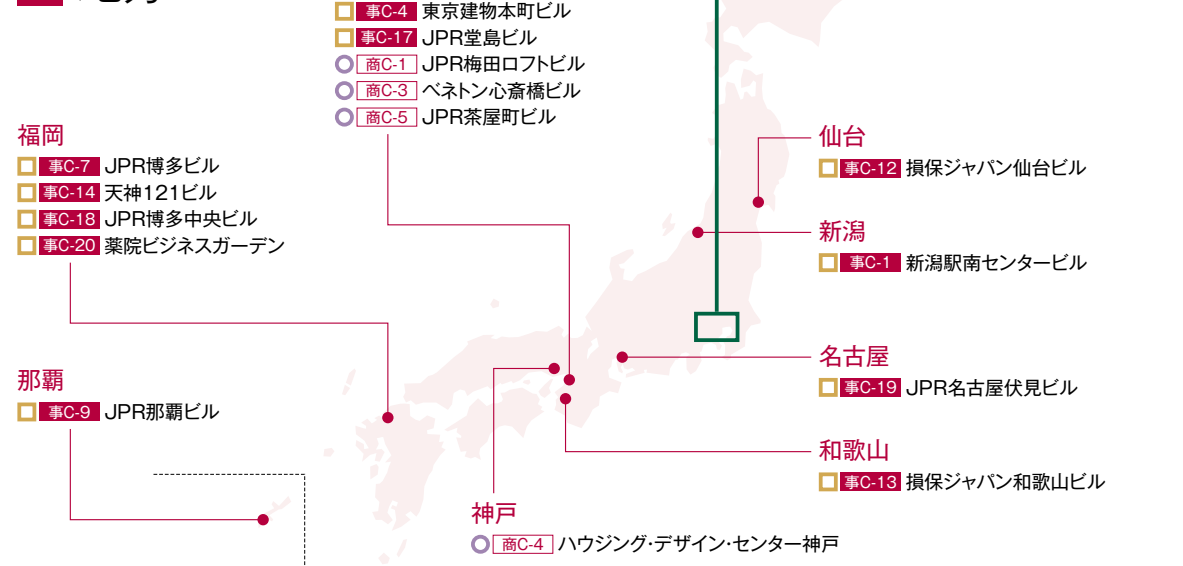 事C-4 東京建物本町ビル
事C-17 JPR堂島ビル
商C-1 JPR梅田ロフトビル
商C-3 ベネトン心斎橋ビル
商C-5 JPR茶屋町ビル
福岡
事C-7 JPR博多ビル
事C-14 天神121ビル
事C-18 JPR博多中央ビル
事C-20 薬院ビジネスガーデン
那覇
事C-9 JPR那覇ビル
仙台
事C-12 損保ジャパン仙台ビル
新潟
事C-1 新潟駅南センタービル
名古屋
事C-19 JPR名古屋伏見ビル
和歌山
事C-13 損保ジャパン和歌山ビル
神戸
商C-4 ハウジング・デザイン・センター神戸